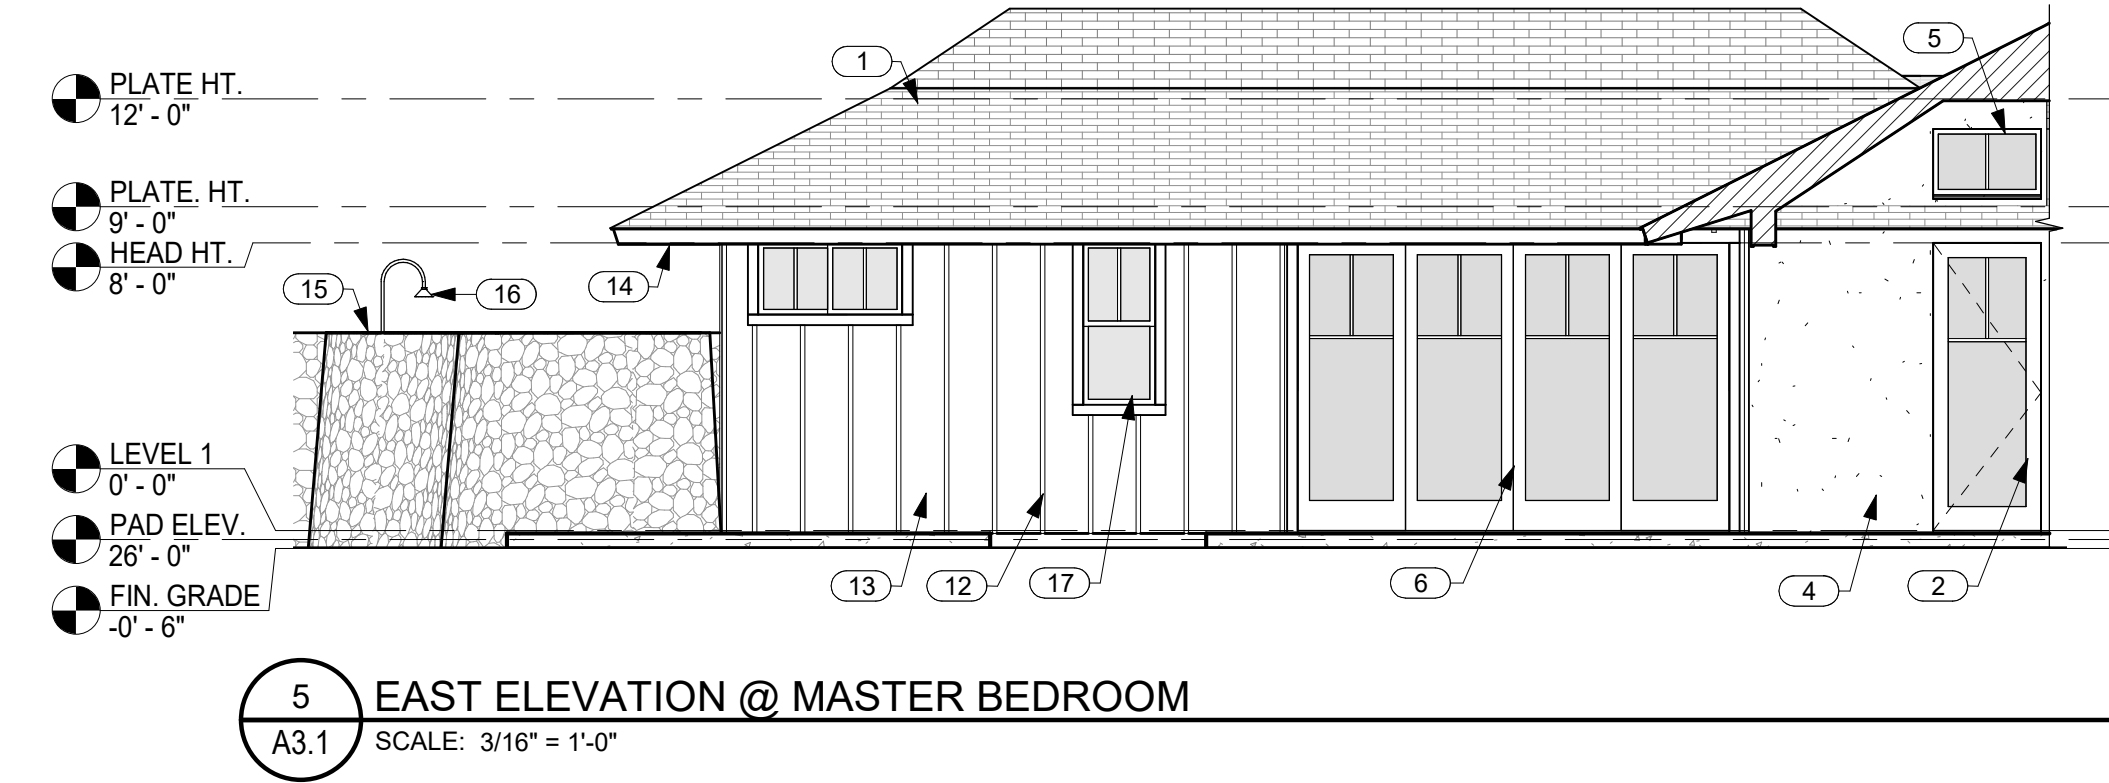 5
1
PLATE HT.
12' - 0"
PLATE. HT.
9' - 0"
HEAD HT.
8' - 0"
15
16
14
LEVEL 1
0' - 0"
PAD ELEV.
26' - 0"
FIN. GRADE
-0' - 6"
13
12
17
6
4
2
5
A3.1
EAST ELEVATION @ MASTER BEDROOM
SCALE: 3/16" = 1'-0"